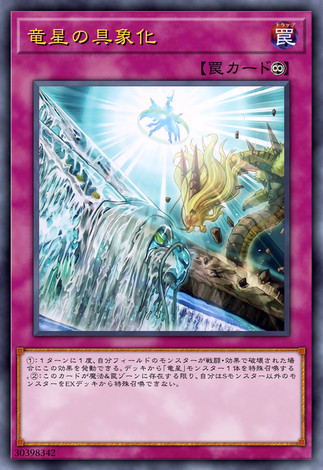 竜星の具象化
トラップ
罠
【罠カード】
①：１ターンに１度、自分フィールドのモンスターが戦闘・効果で破壊された場
合にこの効果を発動できる。デッキから「竜星」モンスター１体を特殊召喚する
。②：このカードが魔法&罠ゾーンに存在する限り、自分はSモンスター以外のモ
ンスターをEXデッキから特殊召喚できない。
30398342